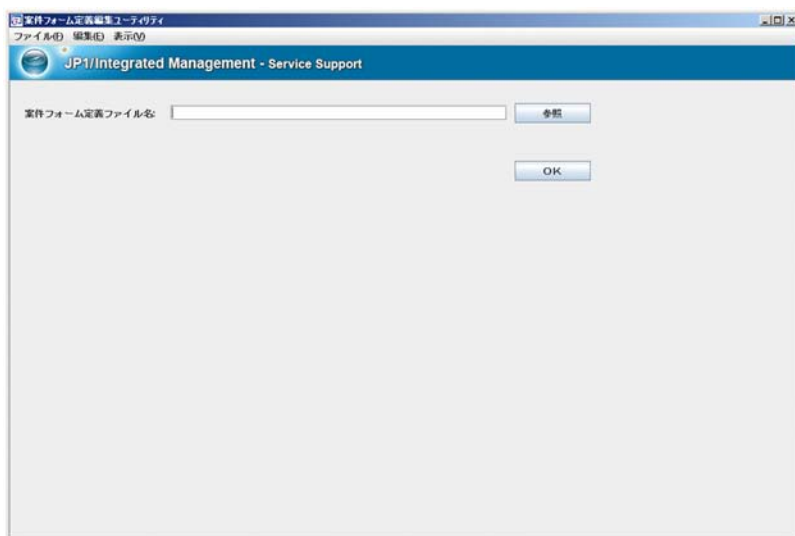 案件フォーム定義編集ユーティリティ
ファイル(F) 編集(E) 表示(V)
JP1/Integrated Management - Service Support
案件フォーム定義ファイル名: 参照
OK